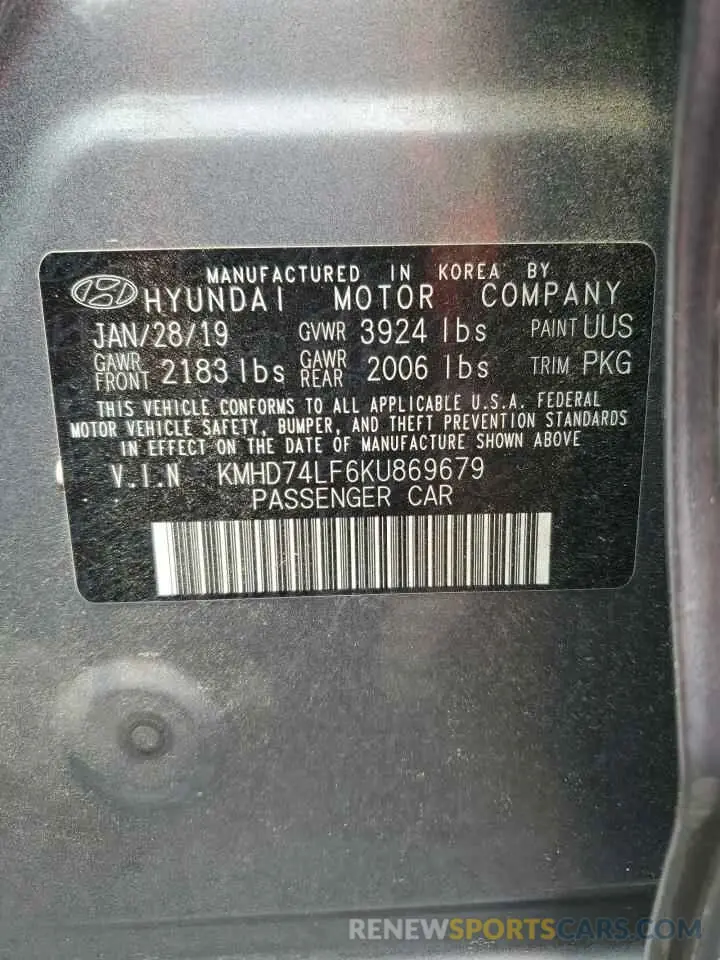 MANUFACTURED IN KOREA BY
HYUNDAI MOTOR COMPANY
JAN/28/19 GVWR 3924 lbs PAINT UUS
GAWR FRONT 2183 lbs GAWR REAR 2006 lbs TRIM PKG
THIS VEHICLE CONFORMS TO ALL APPLICABLE U.S.A. FEDERAL
MOTOR VEHICLE SAFETY, BUMPER, AND THEFT PREVENTION STANDARDS
IN EFFECT ON THE DATE OF MANUFACTURE SHOWN ABOVE
V.I.N KMHD74LF6KU869679
PASSENGER CAR
RENEWSPORTSCARS.COM